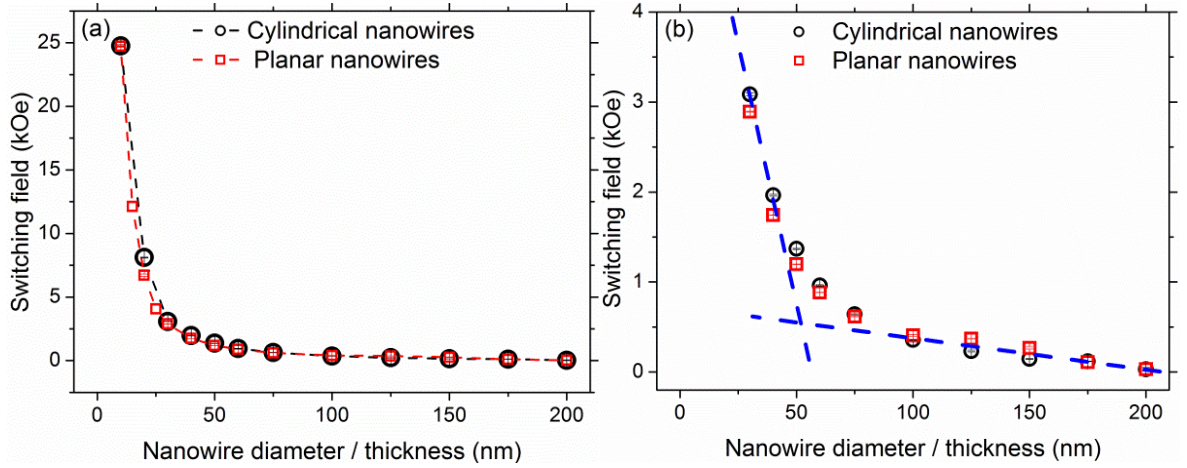 (a)
Cylindrical nanowires
Planar nanowires
25
20
15
10
5
0
Switching field (kOe)
0 50 100 150 200
Nanowire diameter / thickness (nm)
(b)
Cylindrical nanowires
Planar nanowires
4
3
2
1
0
Switching field (kOe)
0 50 100 150 200
Nanowire diameter / thickness (nm)